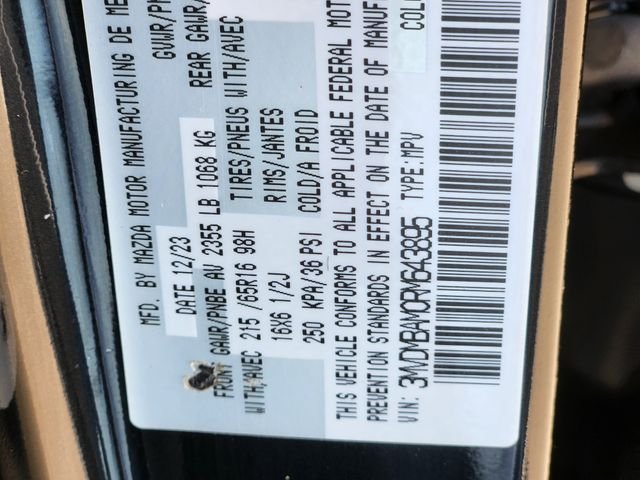 MFD. BY MAZDA MOTOR MANUFACTURING DE ME
DATE 12/23 GVWR/P
FRONT GAWR/PNBE AV 2355 LB 1068 KG REAR GAWR/
WITH/AVEC 215 /65R16 98H TIRES/PNEUS WITH/AVEC
16X6 1/2J RIMS/JANTES
250 KPA/36 PSI COLD/A FROID
THIS VEHICLE CONFORMS TO ALL APPLICABLE FEDERAL MOT
PREVENTION STANDARDS IN EFFECT ON THE DATE OF MANUF
VIN: 3MVDMBAM0RM643895 TYPE:MPV COL